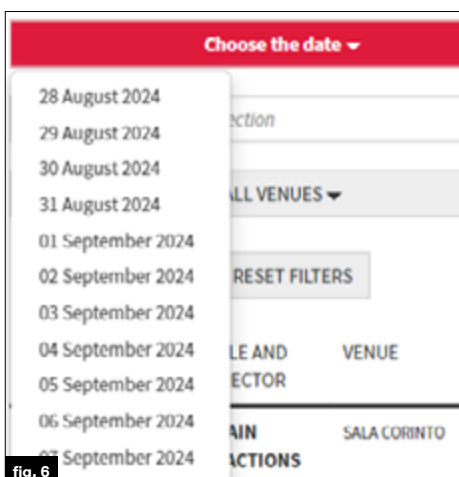 Choose the date
28 August 2024
29 August 2024
ection
30 August 2024
ALL VENUES
31 August 2024
01 September 2024
02 September 2024
RESET FILTERS
03 September 2024
04 September 2024
LE AND
VENUE
05 September 2024
ECTOR
06 September 2024
AIN
SALA CORINTO
07 September 2024
ACTIONS
fig. 6